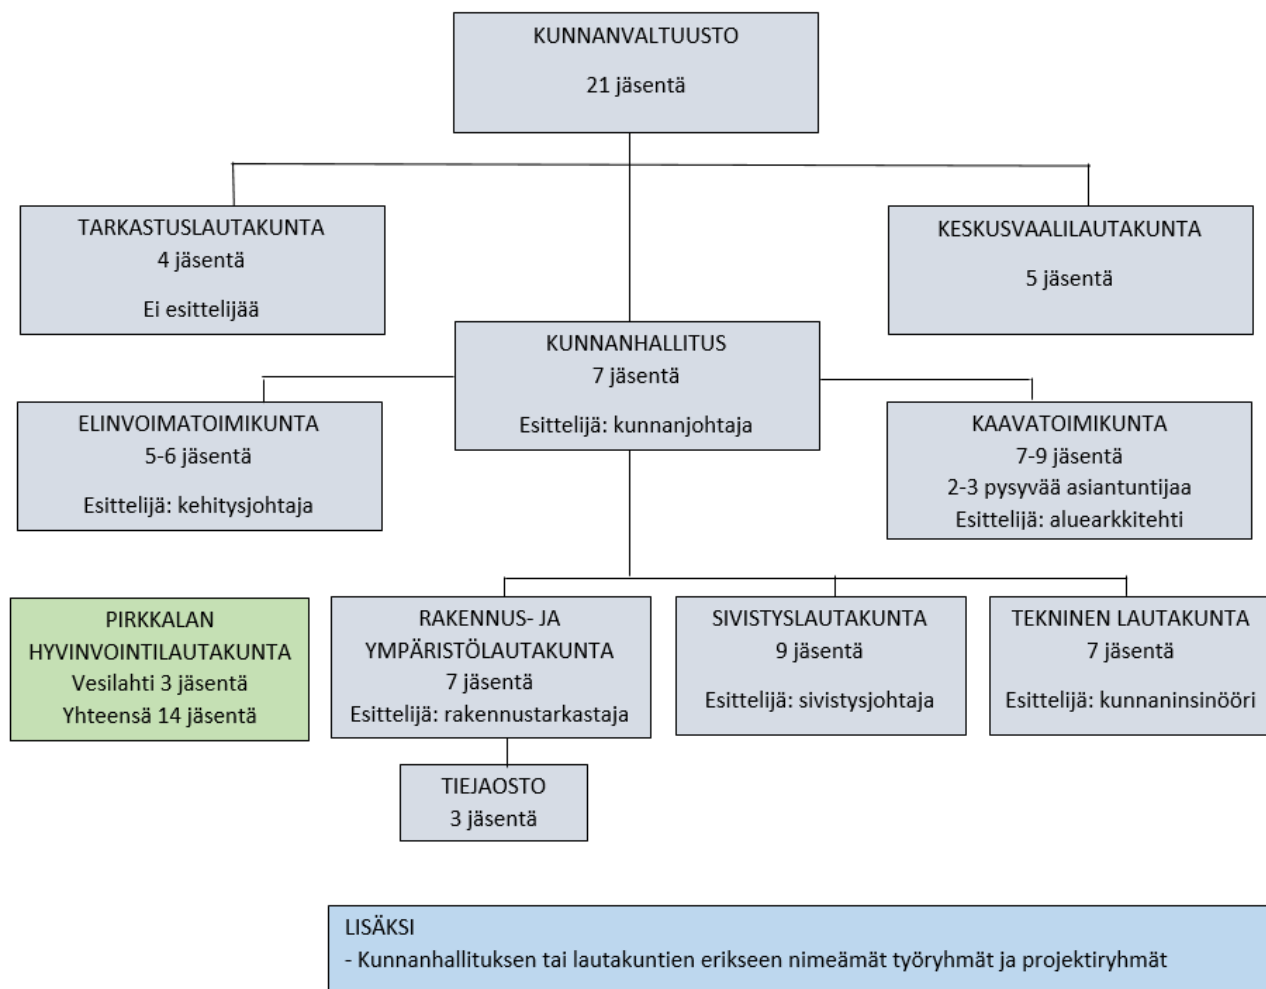 KUNNANVALTUUSTO
21 jäsentä
TARKASTUSLAUTAKUNTA
4 jäsentä
Ei esittelijää
KESKUSVAALILAUTAKUNTA
5 jäsentä
KUNNANHALLITUS
7 jäsentä
Esittelijä: kunnanjohtaja
ELINVOIMATOIMIKUNTA
5-6 jäsentä
Esittelijä: kehitysjohtaja
KAAVATOIMIKUNTA
7-9 jäsentä
2-3 pysyvää asiantuntijaa
Esittelijä: aluearkkitehti
PIRKKALAN
HYVINVOINTILAUTAKUNTA
Vesilahti 3 jäsentä
Yhteensä 14 jäsentä
RAKENNUS- JA
YMPÄRISTÖLAUTAKUNTA
7 jäsentä
Esittelijä: rakennustarkastaja
SIVISTYSLAUTAKUNTA
9 jäsentä
Esittelijä: sivistysjohtaja
TEKNINEN LAUTAKUNTA
7 jäsentä
Esittelijä: kunnaninsinööri
TIEJAOSTO
3 jäsentä
LISÄKSI
- Kunnanhallituksen tai lautakuntien erikseen nimeämät työryhmät ja projektiryhmät